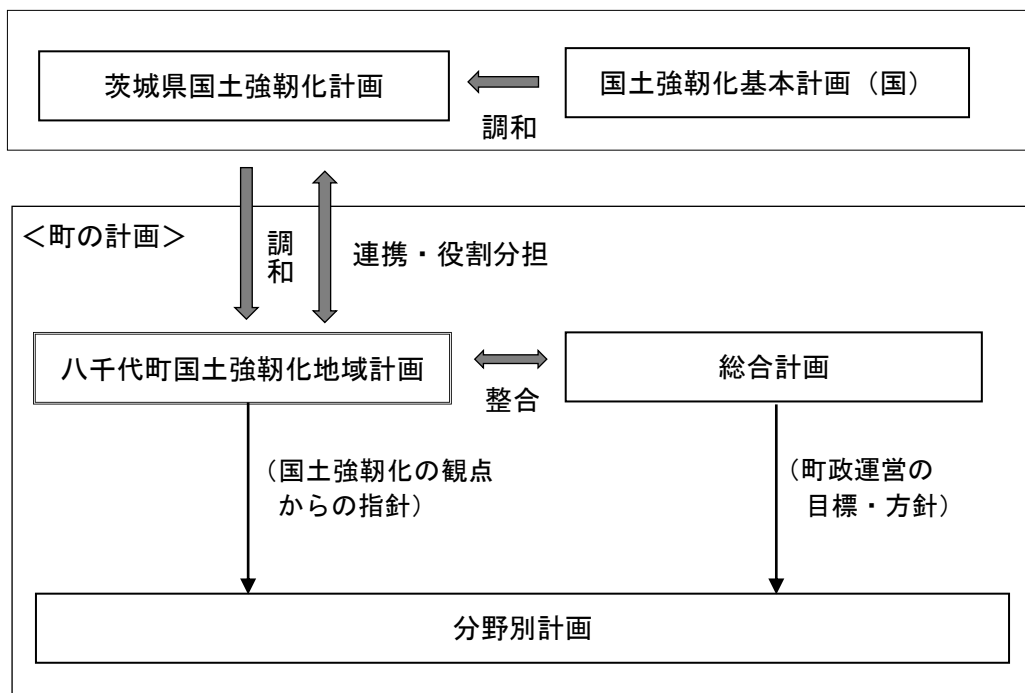 茨城県国土強靭化計画
国土強靭化基本計画（国）
調和
＜町の計画＞
調和
連携・役割分担
八千代町国土強靭化地域計画
総合計画
整合
（国土強靭化の観点
からの指針）
（町政運営の
目標・方針）
分野別計画